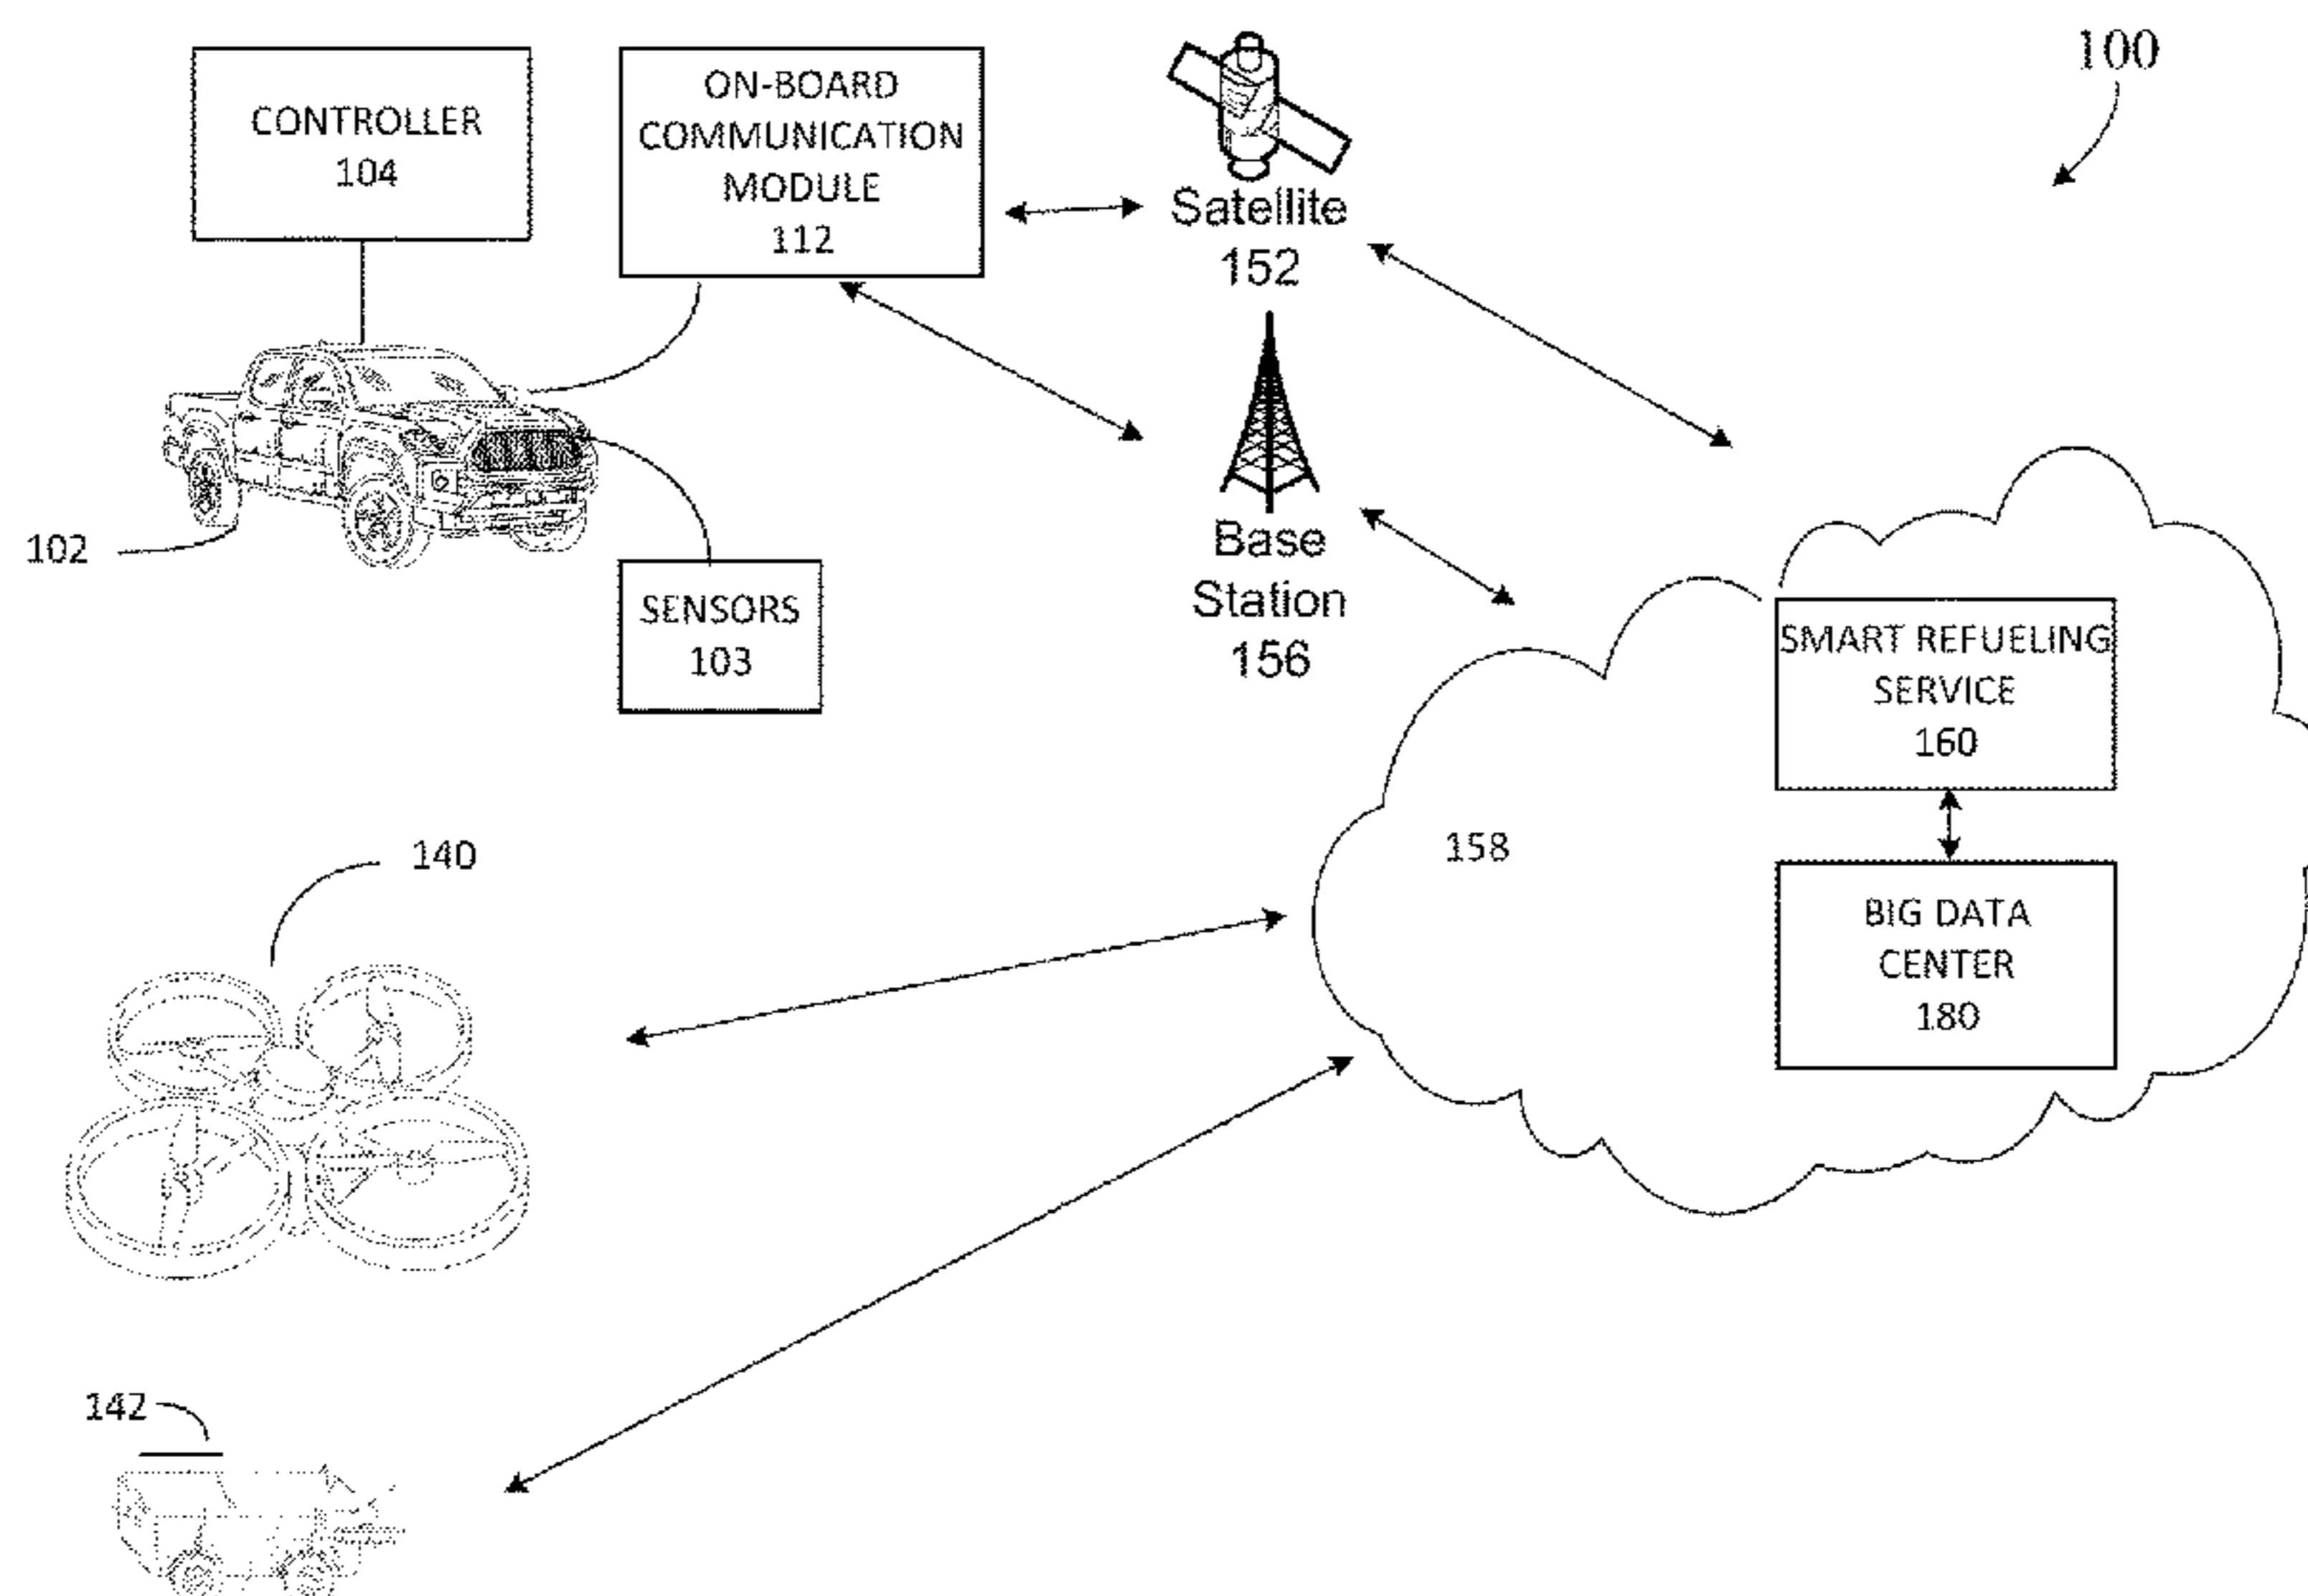 100
CONTROLLER
104
ON-BOARD
COMMUNICATION
MODULE
112
Satellite
152
102
SENSORS
103
Base
Station
156
SMART REFUELING
SERVICE
160
158
140
BIG DATA
CENTER
180
142